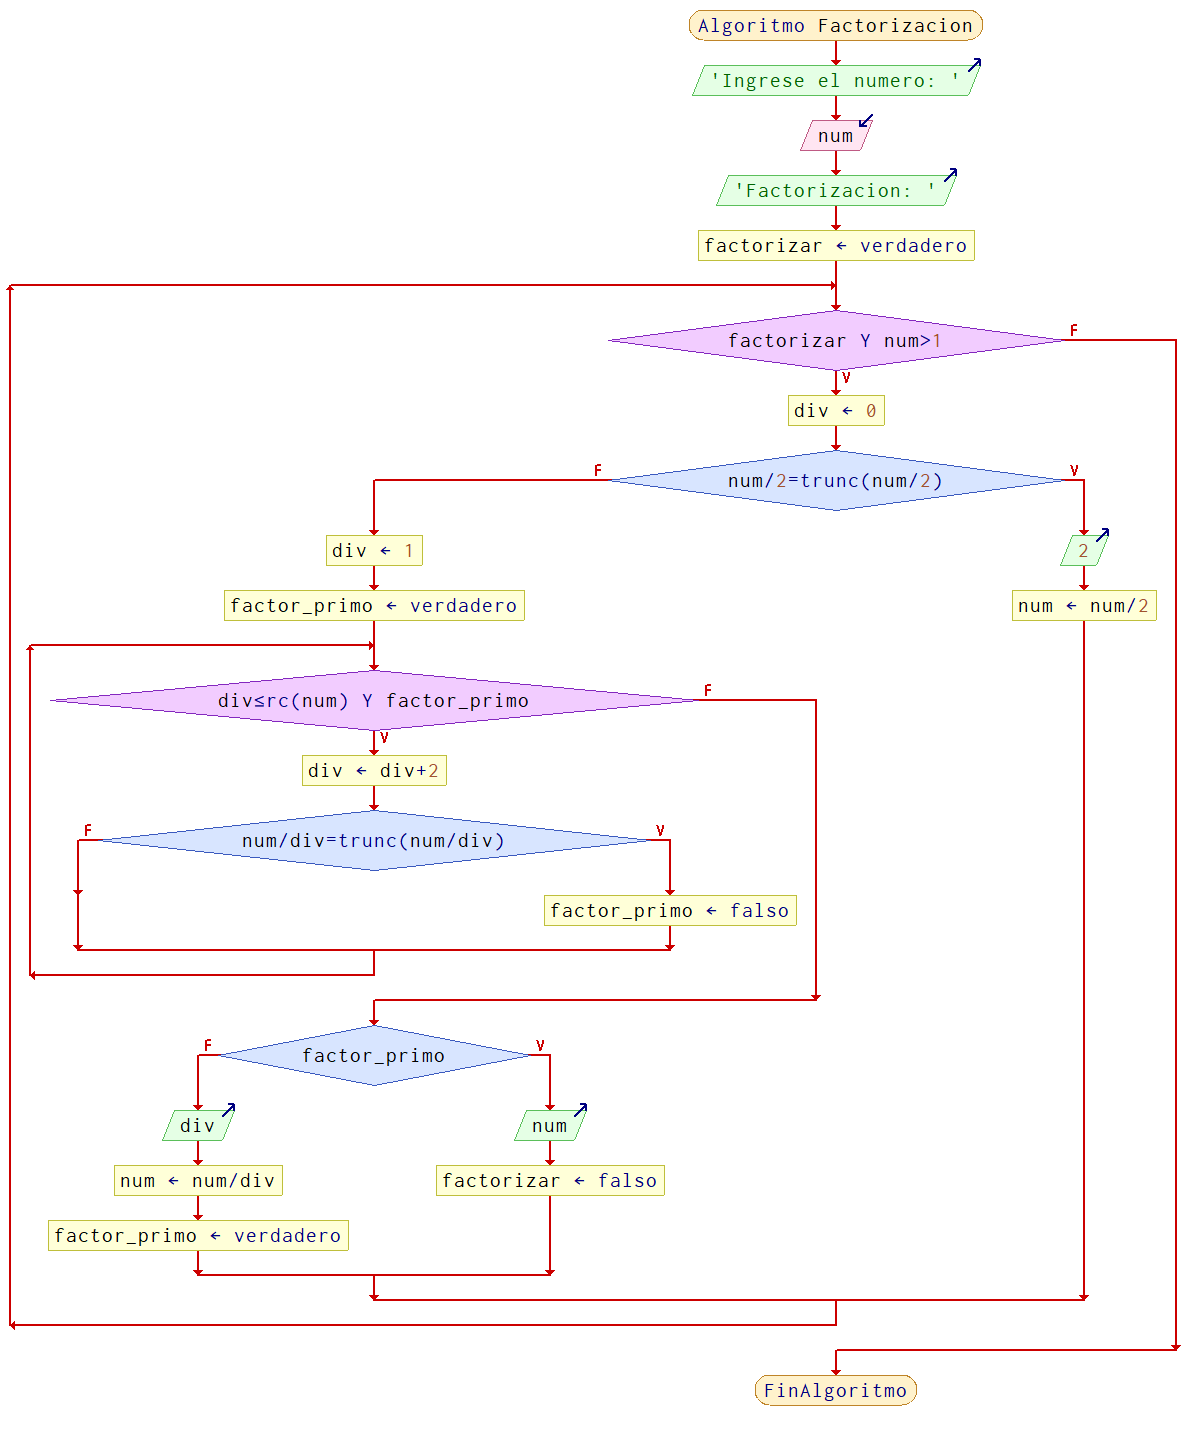 Algoritmo Factorizacion
'Ingrese el numero: '
num
'Factorizacion: '
factorizar ← verdadero
factorizar Y num>1
F
V
div ← 0
num/2=trunc(num/2)
F
V
div ← 1
2
factor_primo ← verdadero
num ← num/2
div≤rc(num) Y factor_primo
F
V
div ← div+2
num/div=trunc(num/div)
F
V
factor_primo ← falso
factor_primo
F
V
div
num
num ← num/div
factorizar ← falso
factor_primo ← verdadero
FinAlgoritmo